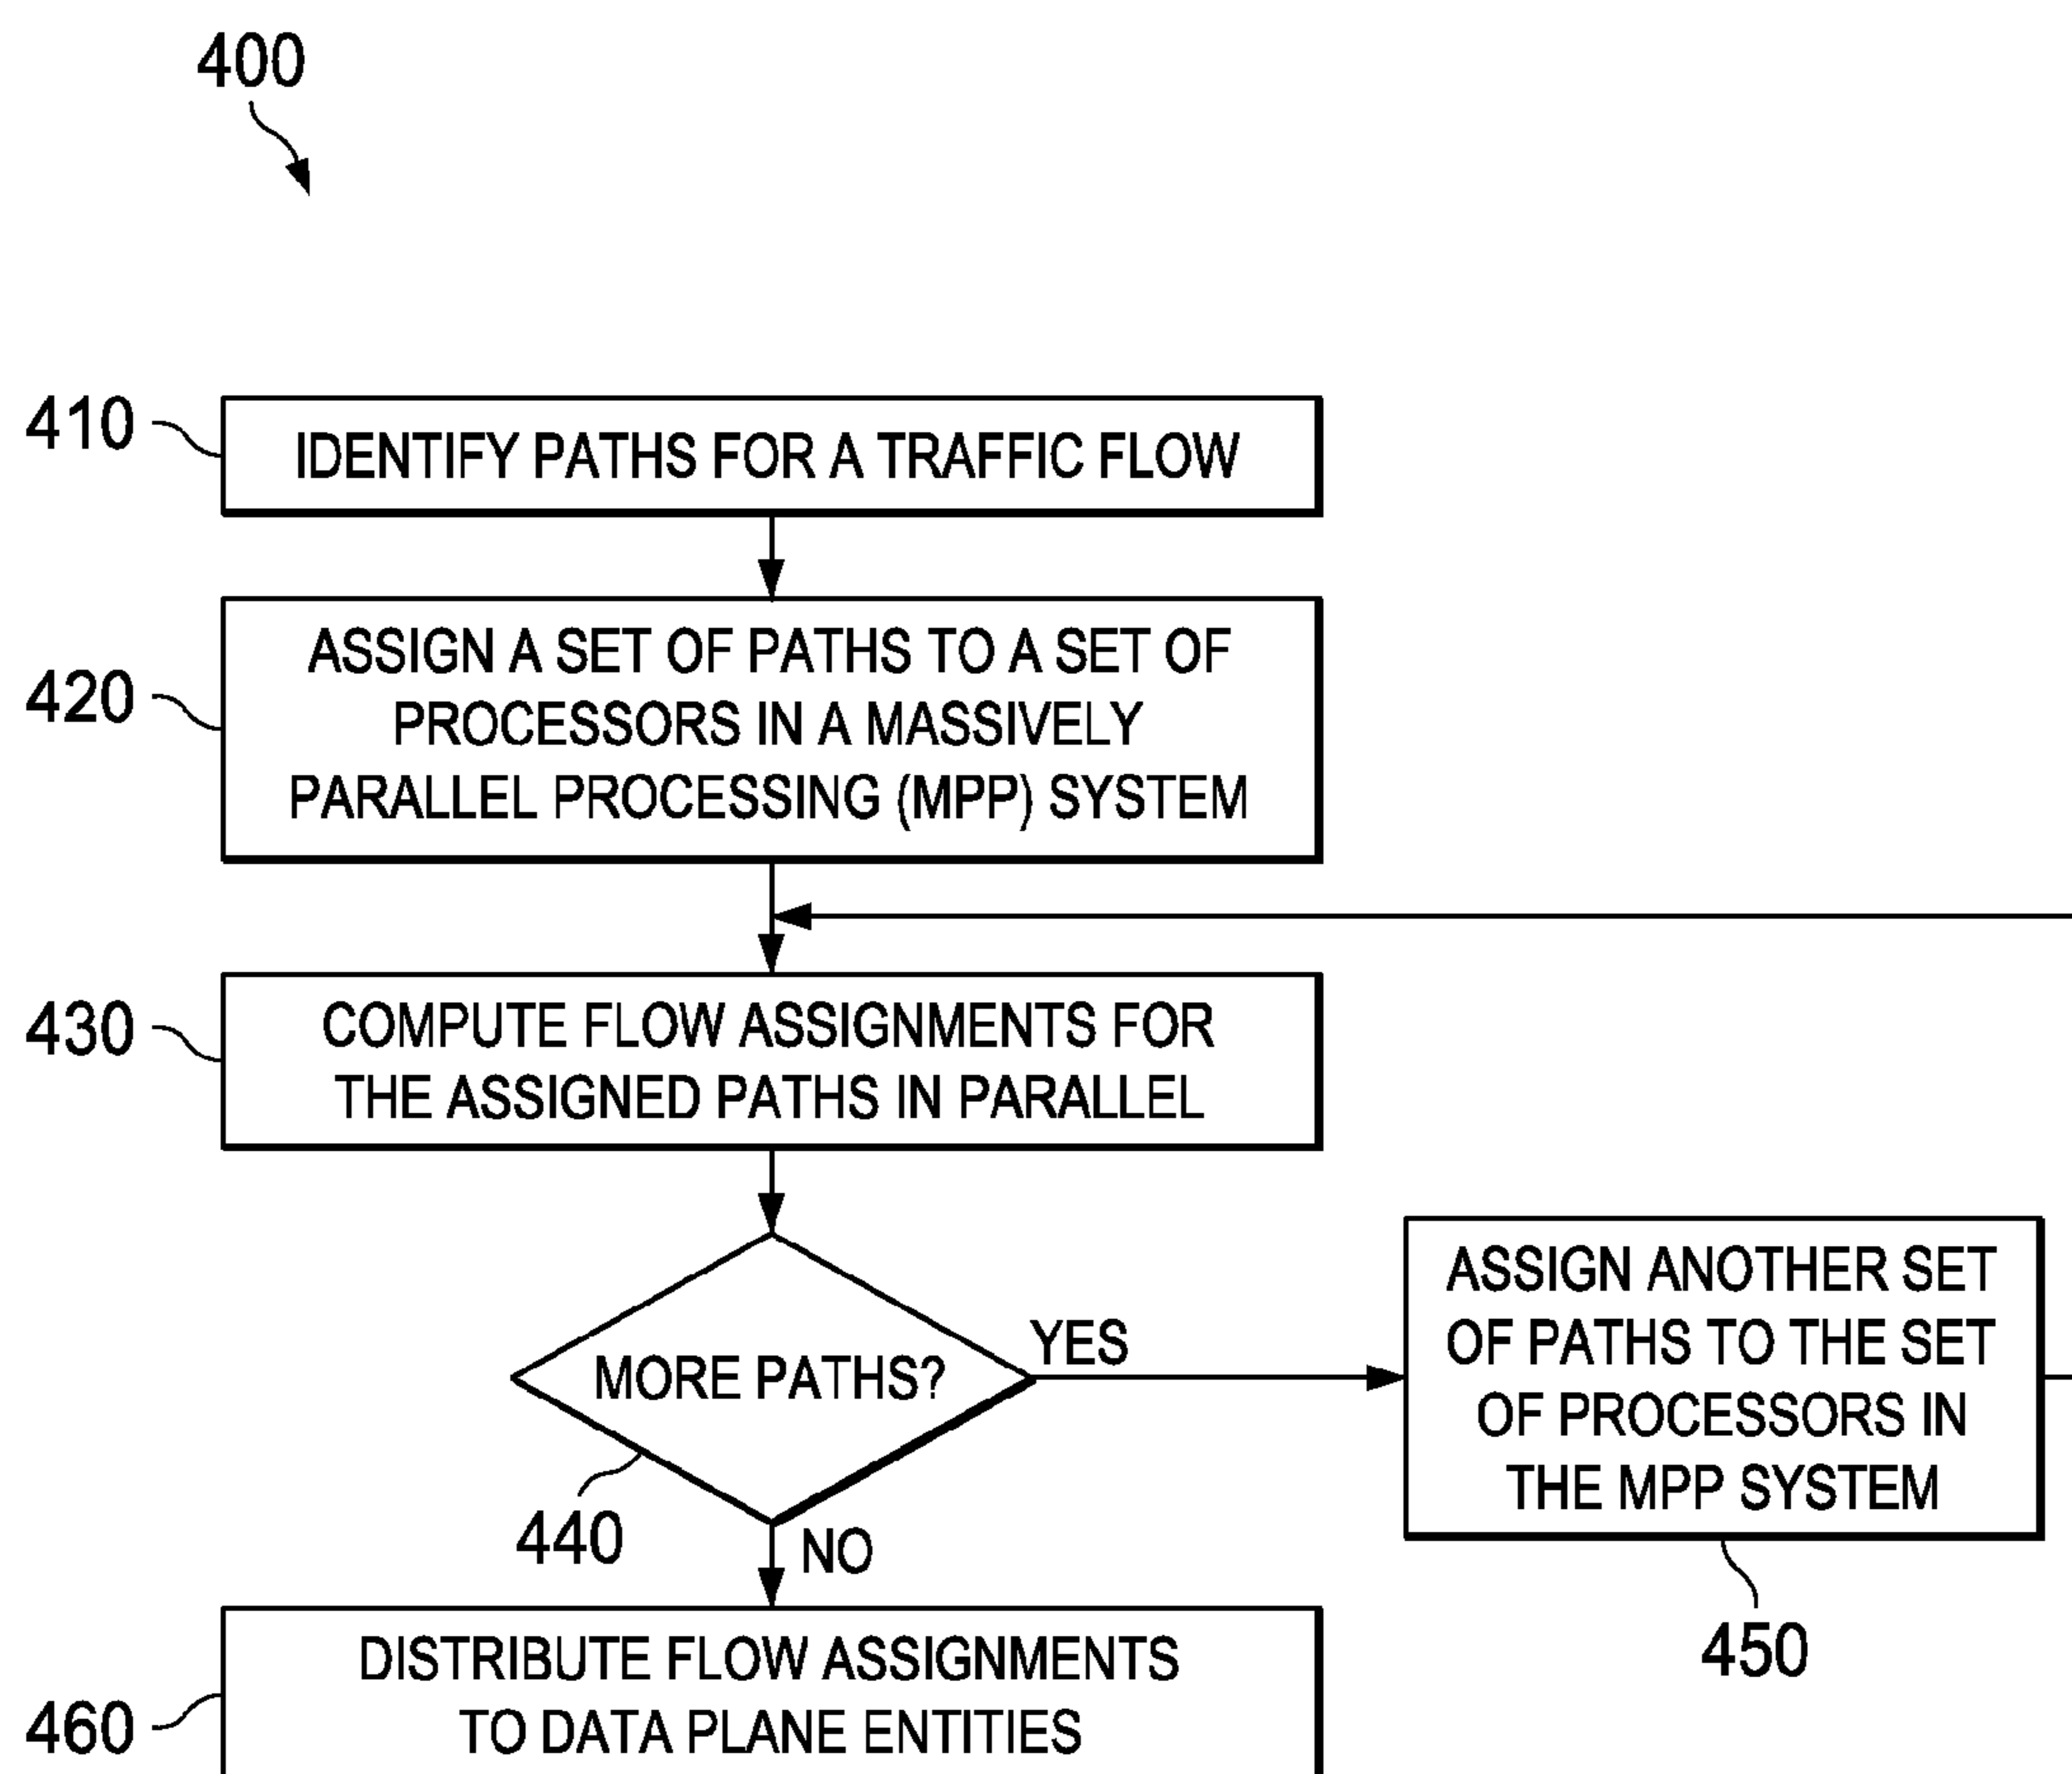 400
410
IDENTIFY PATHS FOR A TRAFFIC FLOW
420
ASSIGN A SET OF PATHS TO A SET OF
PROCESSORS IN A MASSIVELY
PARALLEL PROCESSING (MPP) SYSTEM
430
COMPUTE FLOW ASSIGNMENTS FOR
THE ASSIGNED PATHS IN PARALLEL
MORE PATHS?
440
YES
NO
ASSIGN ANOTHER SET
OF PATHS TO THE SET
OF PROCESSORS IN
THE MPP SYSTEM
450
460
DISTRIBUTE FLOW ASSIGNMENTS
TO DATA PLANE ENTITIES